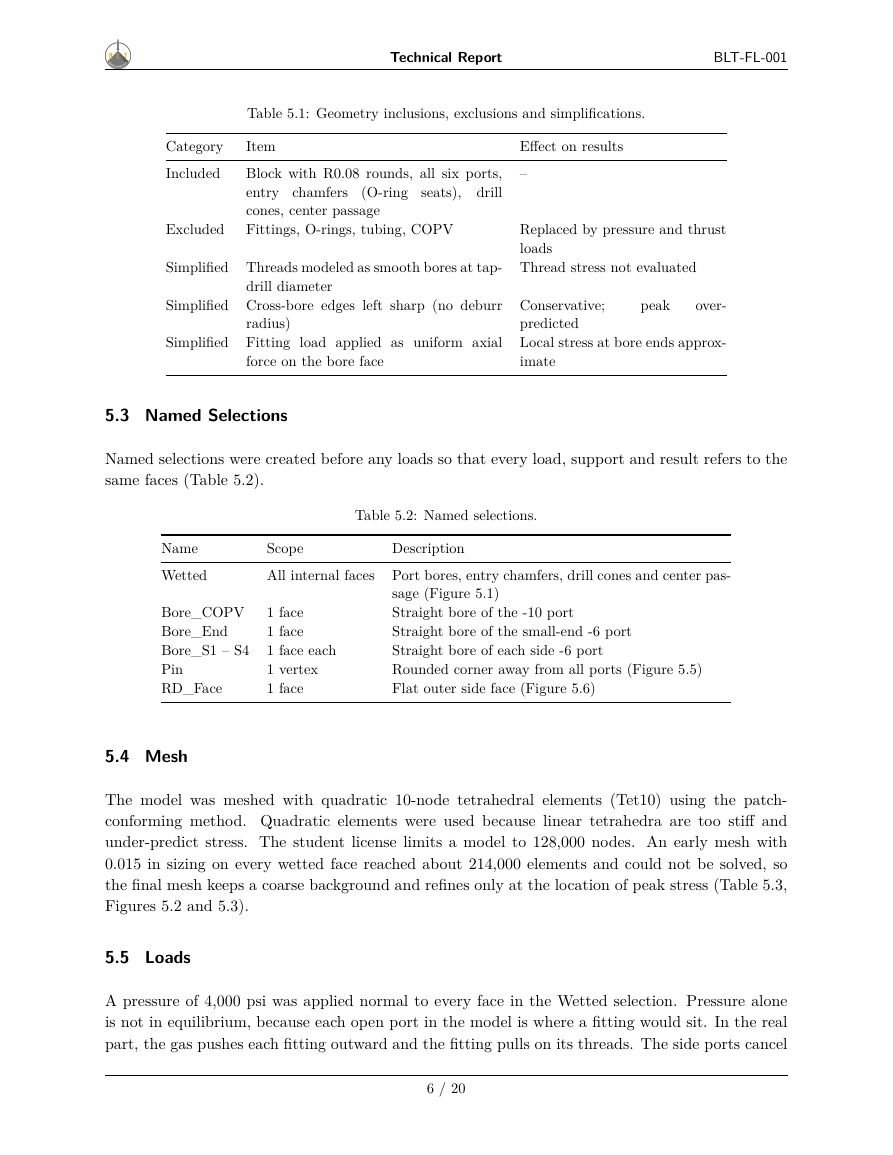 Technical Report BLT-FL-001
Table 5.1: Geometry inclusions, exclusions and simplifications.
Category Item Effect on results
Included Block with R0.08 rounds, all six ports, –
entry chamfers (O-ring seats), drill
cones, center passage
Excluded Fittings, O-rings, tubing, COPV Replaced by pressure and thrust
loads
Simplified Threads modeled as smooth bores at tap- Thread stress not evaluated
drill diameter
Simplified Cross-bore edges left sharp (no deburr Conservative; peak over-
radius) predicted
Simplified Fitting load applied as uniform axial Local stress at bore ends approx-
force on the bore face imate
5.3 Named Selections
Named selections were created before any loads so that every load, support and result refers to the
same faces (Table 5.2).
Table 5.2: Named selections.
Name Scope Description
Wetted All internal faces Port bores, entry chamfers, drill cones and center pas-
sage (Figure 5.1)
Bore_COPV 1 face Straight bore of the -10 port
Bore_End 1 face Straight bore of the small-end -6 port
Bore_S1 – S4 1 face each Straight bore of each side -6 port
Pin 1 vertex Rounded corner away from all ports (Figure 5.5)
RD_Face 1 face Flat outer side face (Figure 5.6)
5.4 Mesh
The model was meshed with quadratic 10-node tetrahedral elements (Tet10) using the patch-
conforming method. Quadratic elements were used because linear tetrahedra are too stiff and
under-predict stress. The student license limits a model to 128,000 nodes. An early mesh with
0.015 in sizing on every wetted face reached about 214,000 elements and could not be solved, so
the final mesh keeps a coarse background and refines only at the location of peak stress (Table 5.3,
Figures 5.2 and 5.3).
5.5 Loads
A pressure of 4,000 psi was applied normal to every face in the Wetted selection. Pressure alone
is not in equilibrium, because each open port in the model is where a fitting would sit. In the real
part, the gas pushes each fitting outward and the fitting pulls on its threads. The side ports cancel
6 / 20